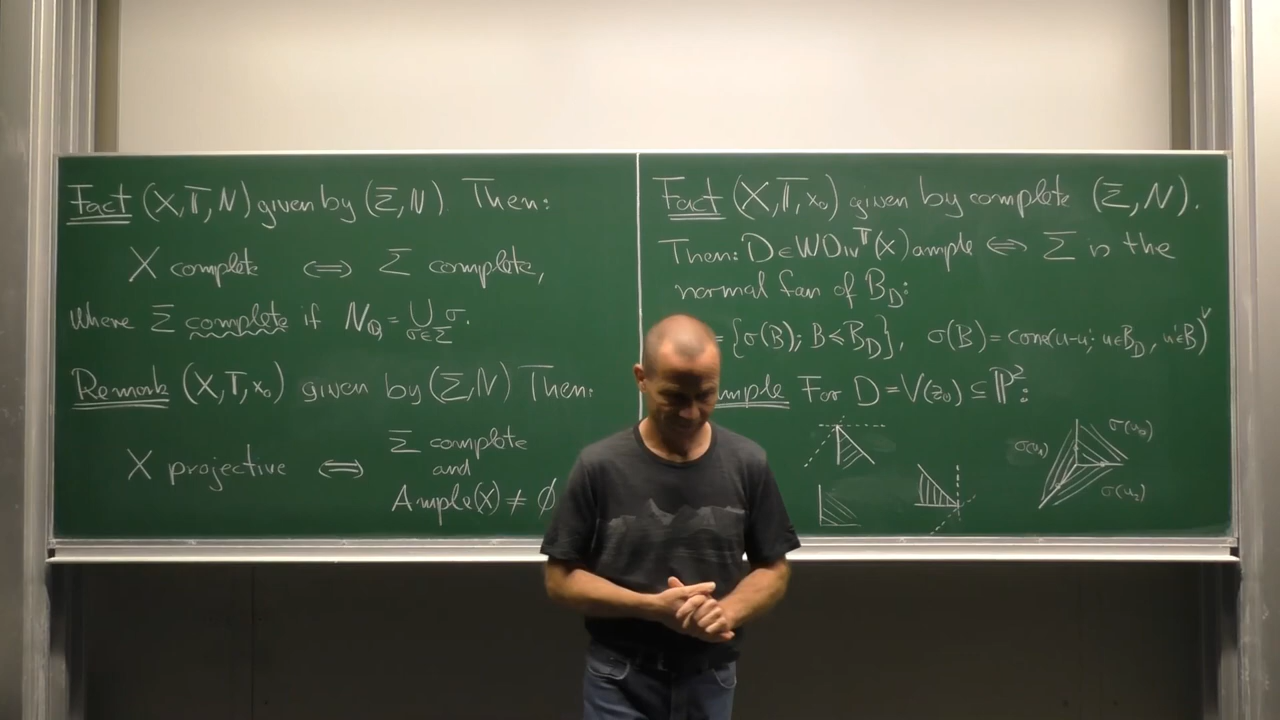 Fact (X,𝕋,N) given by (Σ,N). Then:
X complete ⇔ Σ complete,
where Σ complete if N_ℚ = ⋃_{σ∈Σ} σ.
Remark (X,𝕋,x₀) given by (Σ,N) Then:
X projective ⇔ Σ complete
and
Ample(X) ≠ ∅
Fact (X,𝕋,x₀) given by complete (Σ,N).
Then: D ∈ WDiv^𝕋(X) ample ⇔ Σ is the
normal fan of B_D:
= {σ(B); B ≼ B_D}, σ(B) = cone(u-u'; u∈B_D, u'∈B)^∨
For D = V(z₀) ⊆ ℙ²:
σ(u₀)
σ(u₁)
σ(u₂)